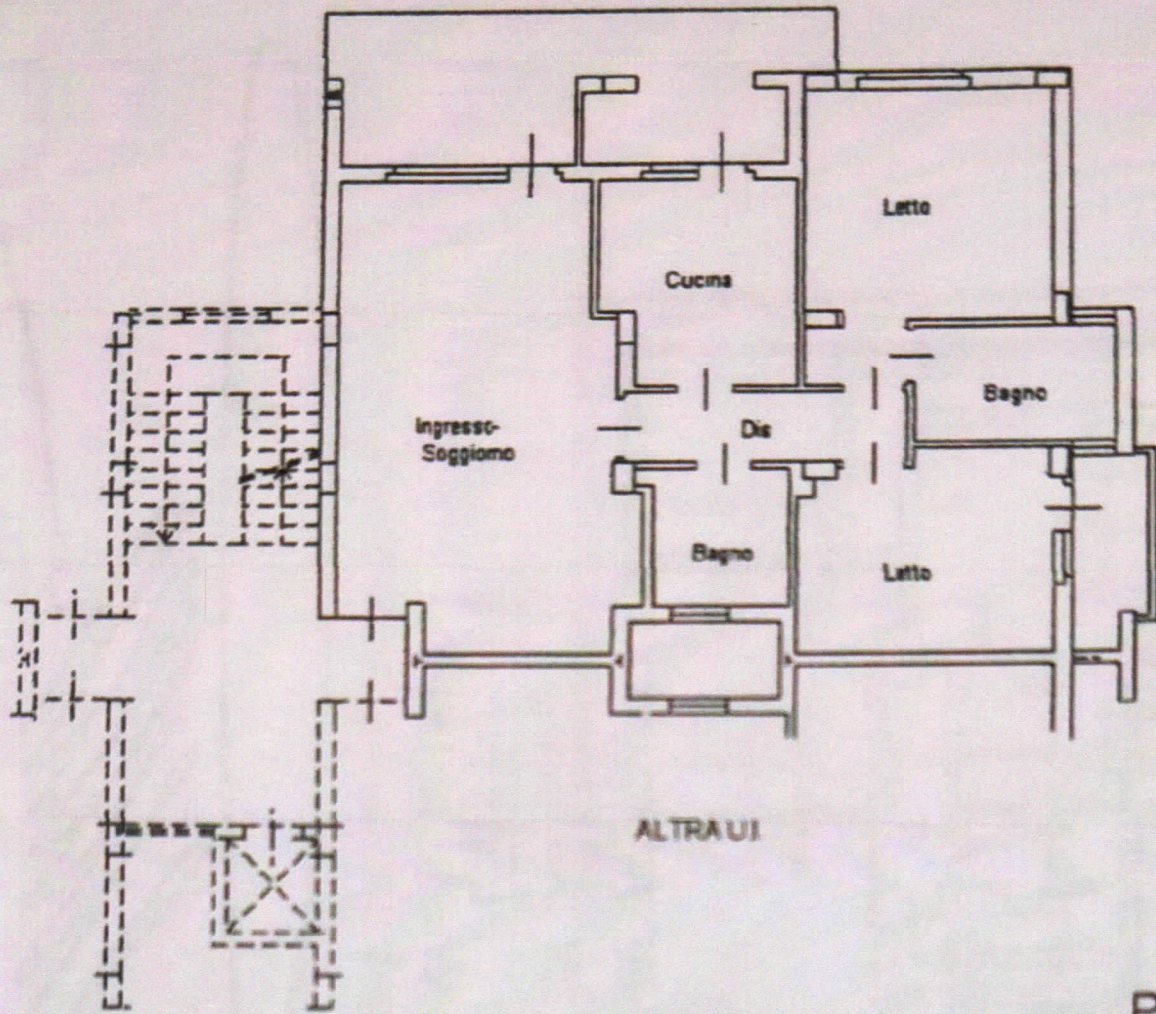 Letto
Cucina
Bagno
Ingresso-
Soggiorno
Dis
Bagno
Letto
ALTRA U.I.
P